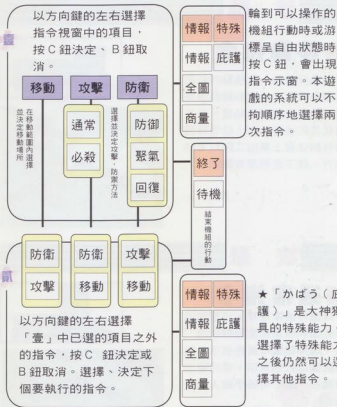 壹
以方向鍵的左右選擇
指令視窗中的項目，
按C鈕決定、B鈕取
消。
移動
攻擊
防衛
在移動範圍內選擇
並決定移動場所
通常
必殺
選擇並決定攻擊、防禦方法
防御
聚氣
回復
情報 特殊
情報 庇護
全圖
商量
終了
待機
結束機組的行動
輪到可以操作的
機組行動時或游
標呈自由狀態時
按C鈕，會出現
指令示窗。本遊
戲的系統可以不
拘順序地選擇兩
次指令。
貳
防衛
攻擊
防衛
移動
攻擊
移動
以方向鍵的左右選擇
「壹」中已選的項目之外
的指令，按C 鈕決定或
B鈕取消。選擇、決定下
個要執行的指令。
情報 特殊
情報 庇護
全圖
商量
★「かばう（庇
護）」是大神獨
具的特殊能力。
選擇了特殊能力
之後仍然可以選
擇其他指令。